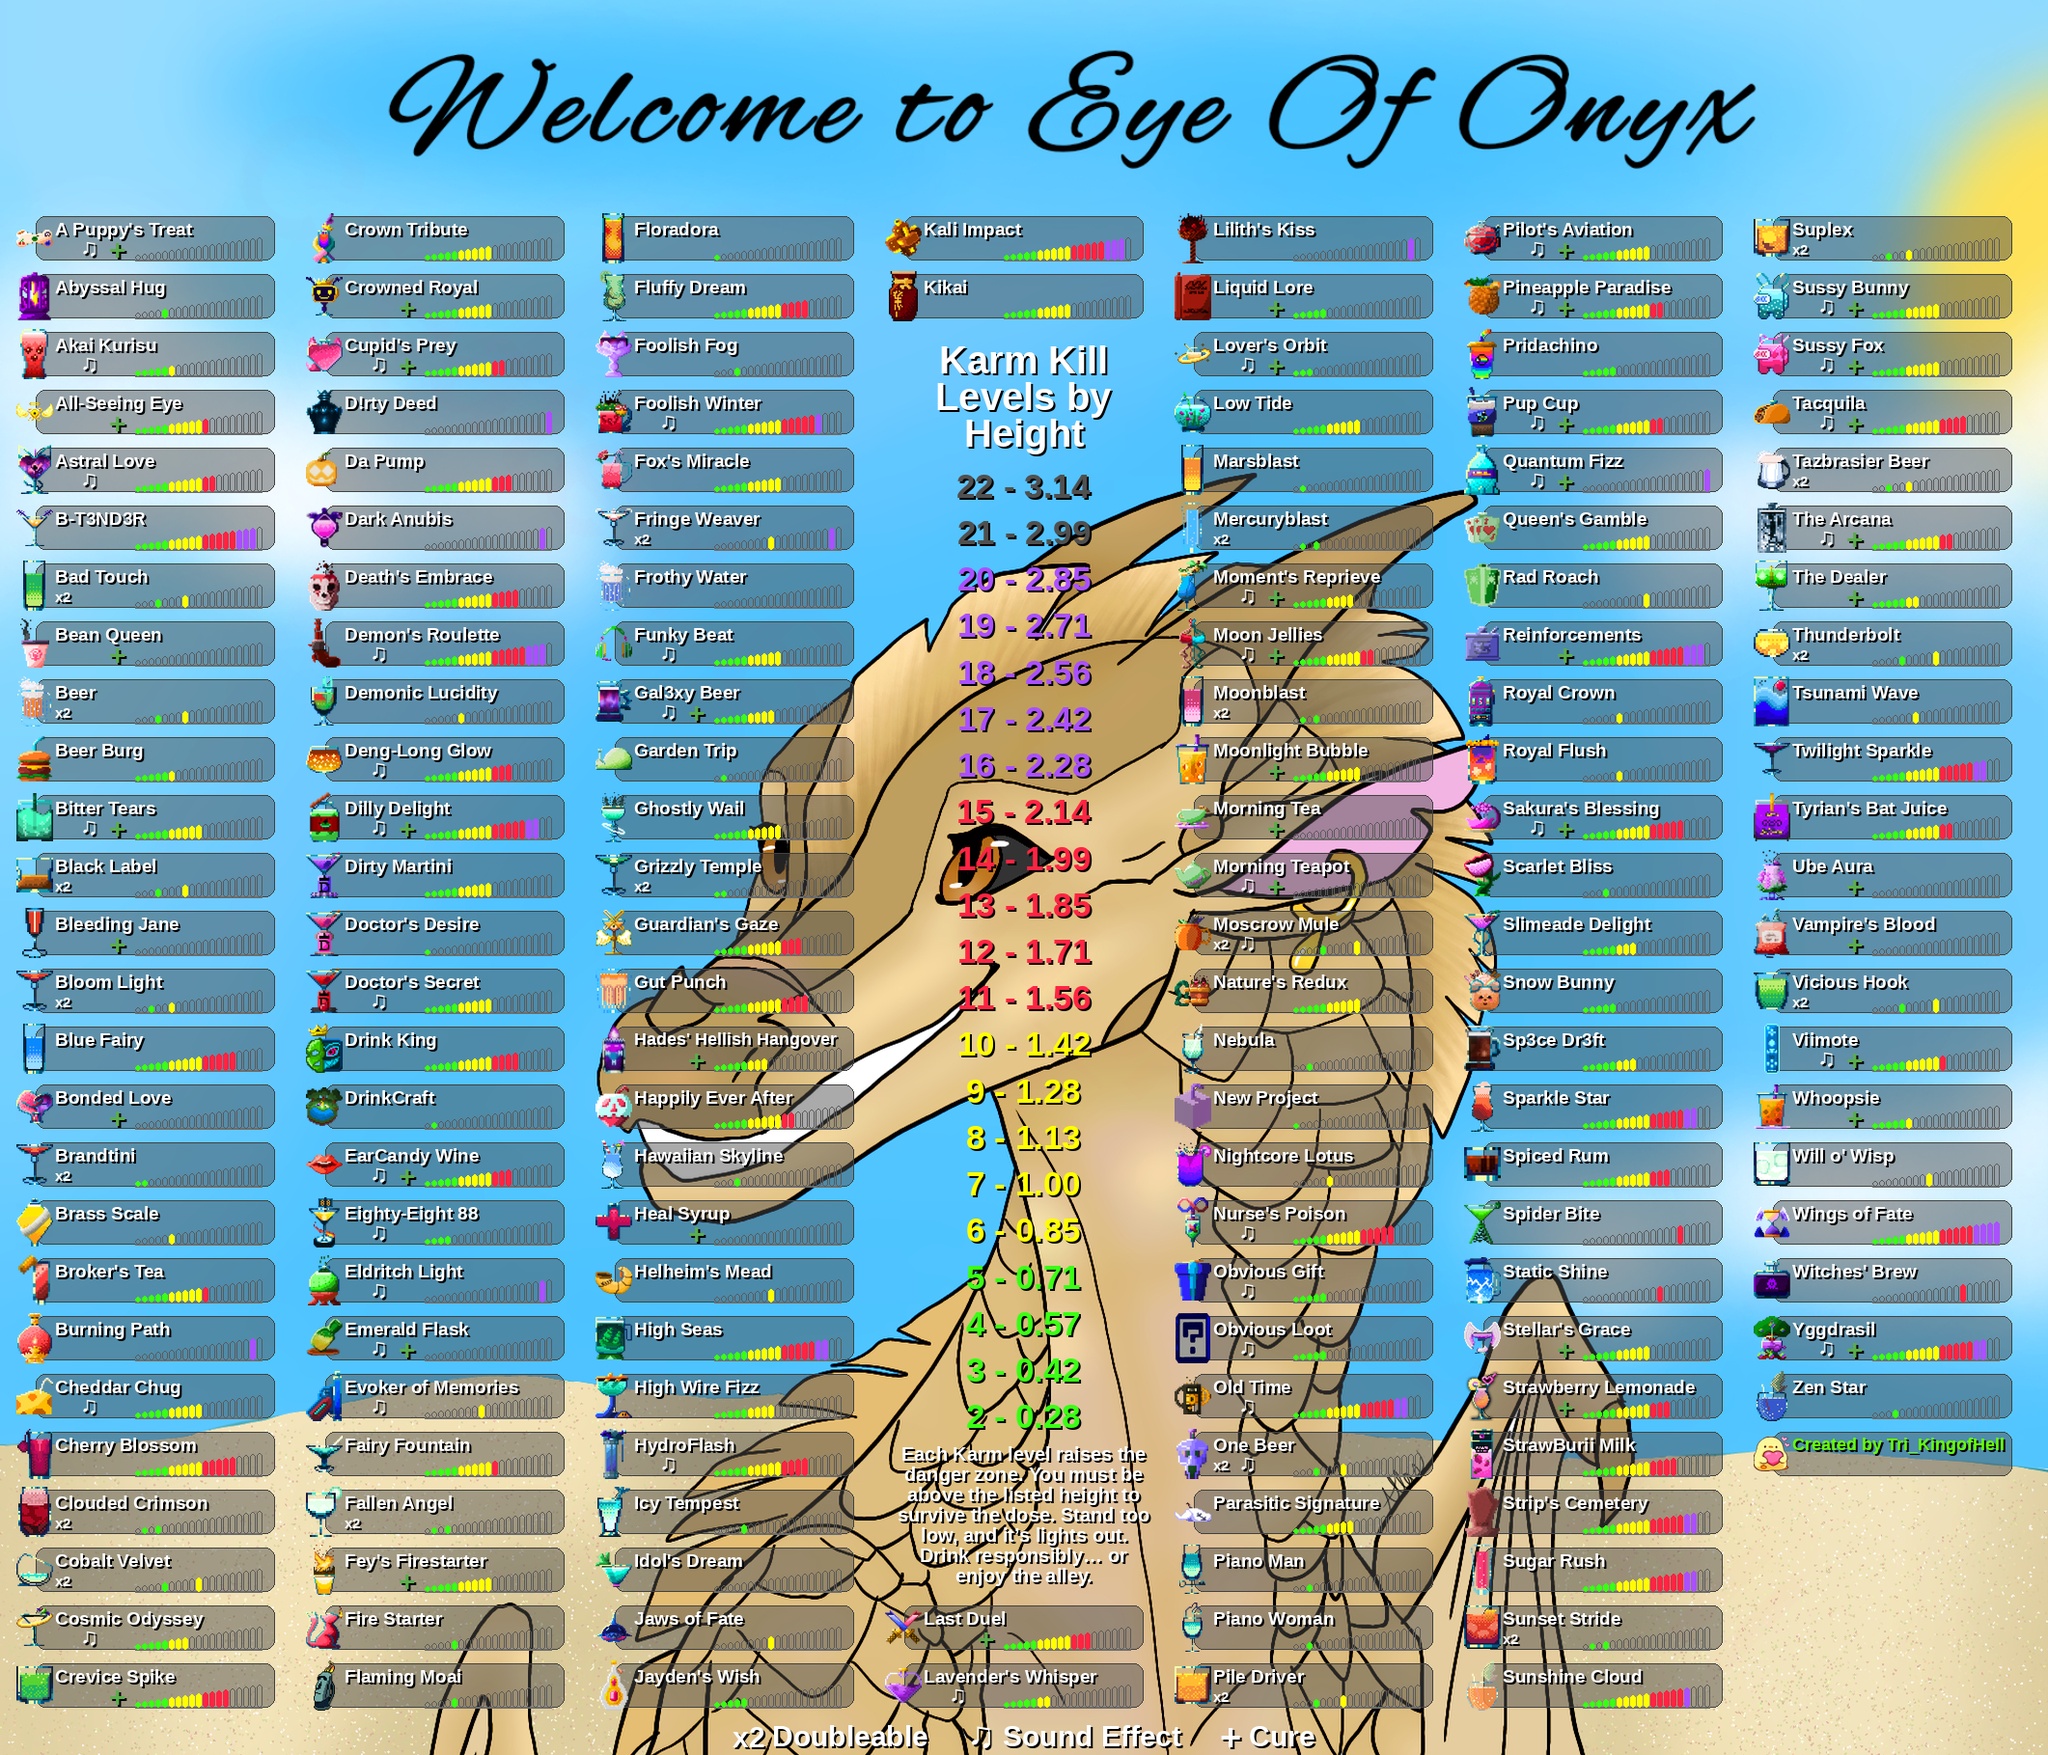 Welcome to Eye Of Onyx
A Puppy's Treat
♫ +
Abyssal Hug
Akai Kurisu
♫
All-Seeing Eye
+
Astral Love
♫
B-T3ND3R
Bad Touch
x2
Bean Queen
+
Beer
x2
Beer Burg
Bitter Tears
♫ +
Black Label
x2
Bleeding Jane
+
Bloom Light
x2
Blue Fairy
Bonded Love
+
Brandtini
x2
Brass Scale
Broker's Tea
Burning Path
Cheddar Chug
♫
Cherry Blossom
Clouded Crimson
x2
Cobalt Velvet
x2
Cosmic Odyssey
♫
Crevice Spike
+
Crown Tribute
Crowned Royal
+
Cupid's Prey
♫ +
D!rty Deed
Da Pump
Dark Anubis
Death's Embrace
Demon's Roulette
♫
Demonic Lucidity
Deng-Long Glow
♫
Dilly Delight
♫ +
Dirty Martini
Doctor's Desire
Doctor's Secret
♫
Drink King
DrinkCraft
EarCandy Wine
♫ +
Eighty-Eight 88
♫
Eldritch Light
♫
Emerald Flask
♫ +
Evoker of Memories
♫
Fairy Fountain
Fallen Angel
x2
Fey's Firestarter
+
Fire Starter
Flaming Moai
Floradora
Fluffy Dream
Foolish Fog
Foolish Winter
♫
Fox's Miracle
Fringe Weaver
x2
Frothy Water
Funky Beat
♫
Gal3xy Beer
♫ +
Garden Trip
Ghostly Wail
Grizzly Temple
x2
Guardian's Gaze
Gut Punch
Hades' Hellish Hangover
+
Happily Ever After
Hawaiian Skyline
Heal Syrup
+
Helheim's Mead
High Seas
High Wire Fizz
HydroFlash
♫
Icy Tempest
Idol's Dream
Jaws of Fate
Jayden's Wish
Kali Impact
Kikai
Karm Kill
Levels by
Height
22 - 3.14
21 - 2.99
20 - 2.85
19 - 2.71
18 - 2.56
17 - 2.42
16 - 2.28
15 - 2.14
14 - 1.99
13 - 1.85
12 - 1.71
11 - 1.56
10 - 1.42
9 - 1.28
8 - 1.13
7 - 1.00
6 - 0.85
5 - 0.71
4 - 0.57
3 - 0.42
2 - 0.28
Each Karm level raises the
danger zone. You must be
above the listed height to
survive the dose. Stand too
low, and it's lights out.
Drink responsibly... or
enjoy the alley.
Last Duel
+
Lavender's Whisper
♫
Lilith's Kiss
Liquid Lore
+
Lover's Orbit
♫ +
Low Tide
Marsblast
Mercuryblast
x2
Moment's Reprieve
♫ +
Moon Jellies
♫ +
Moonblast
x2
Moonlight Bubble
+
Morning Tea
+
Morning Teapot
♫ +
Moscrow Mule
x2 ♫
Nature's Redux
Nebula
New Project
Nightcore Lotus
Nurse's Poison
♫
Obvious Gift
♫
Obvious Loot
♫
Old Time
♫
One Beer
x2 ♫
Parasitic Signature
Piano Man
Piano Woman
Pile Driver
x2
Pilot's Aviation
♫ +
Pineapple Paradise
♫ +
Pridachino
Pup Cup
♫ +
Quantum Fizz
♫ +
Queen's Gamble
Rad Roach
Reinforcements
+
Royal Crown
Royal Flush
Sakura's Blessing
♫ +
Scarlet Bliss
Slimeade Delight
Snow Bunny
Sp3ce Dr3ft
Sparkle Star
Spiced Rum
Spider Bite
Static Shine
Stellar's Grace
+
Strawberry Lemonade
+
StrawBurii Milk
Strip's Cemetery
Sugar Rush
Sunset Stride
x2
Sunshine Cloud
Suplex
x2
Sussy Bunny
♫ +
Sussy Fox
♫ +
Tacquila
♫ +
Tazbrasier Beer
x2
The Arcana
♫ +
The Dealer
+
Thunderbolt
x2
Tsunami Wave
Twilight Sparkle
Tyrian's Bat Juice
Ube Aura
+
Vampire's Blood
+
Vicious Hook
x2
Viimote
♫ +
Whoopsie
+
Will o' Wisp
Wings of Fate
Witches' Brew
Yggdrasil
♫ +
Zen Star
Created by Tri_KingofHell
x2 Doubleable ♫ Sound Effect + Cure